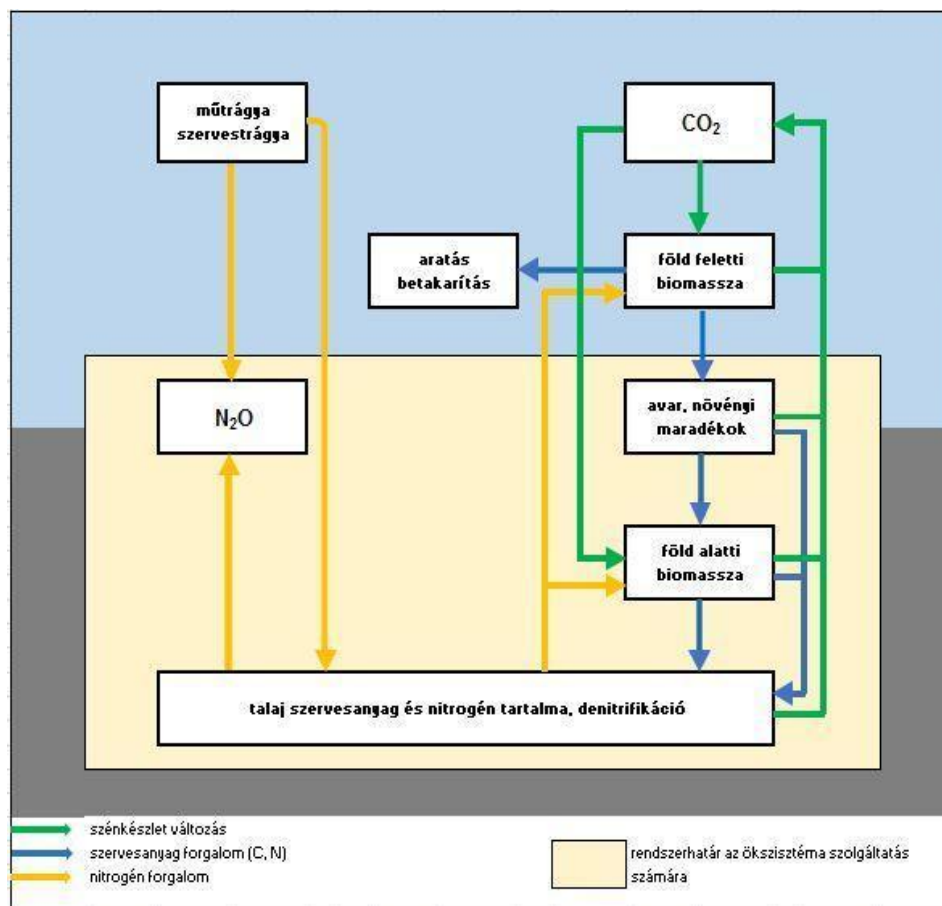 műtrágya
szervestrágya
CO₂
aratás
betakarítás
föld feletti
biomassza
N₂O
avar, növényi
maradékok
föld alatti
biomassza
talaj szervesanyag és nitrogén tartalma, denitrifikáció
szénkészlet változás
szervesanyag forgalom (C, N)
nitrogén forgalom
rendszerhatár az ökszisztéma szolgáltatás
számára